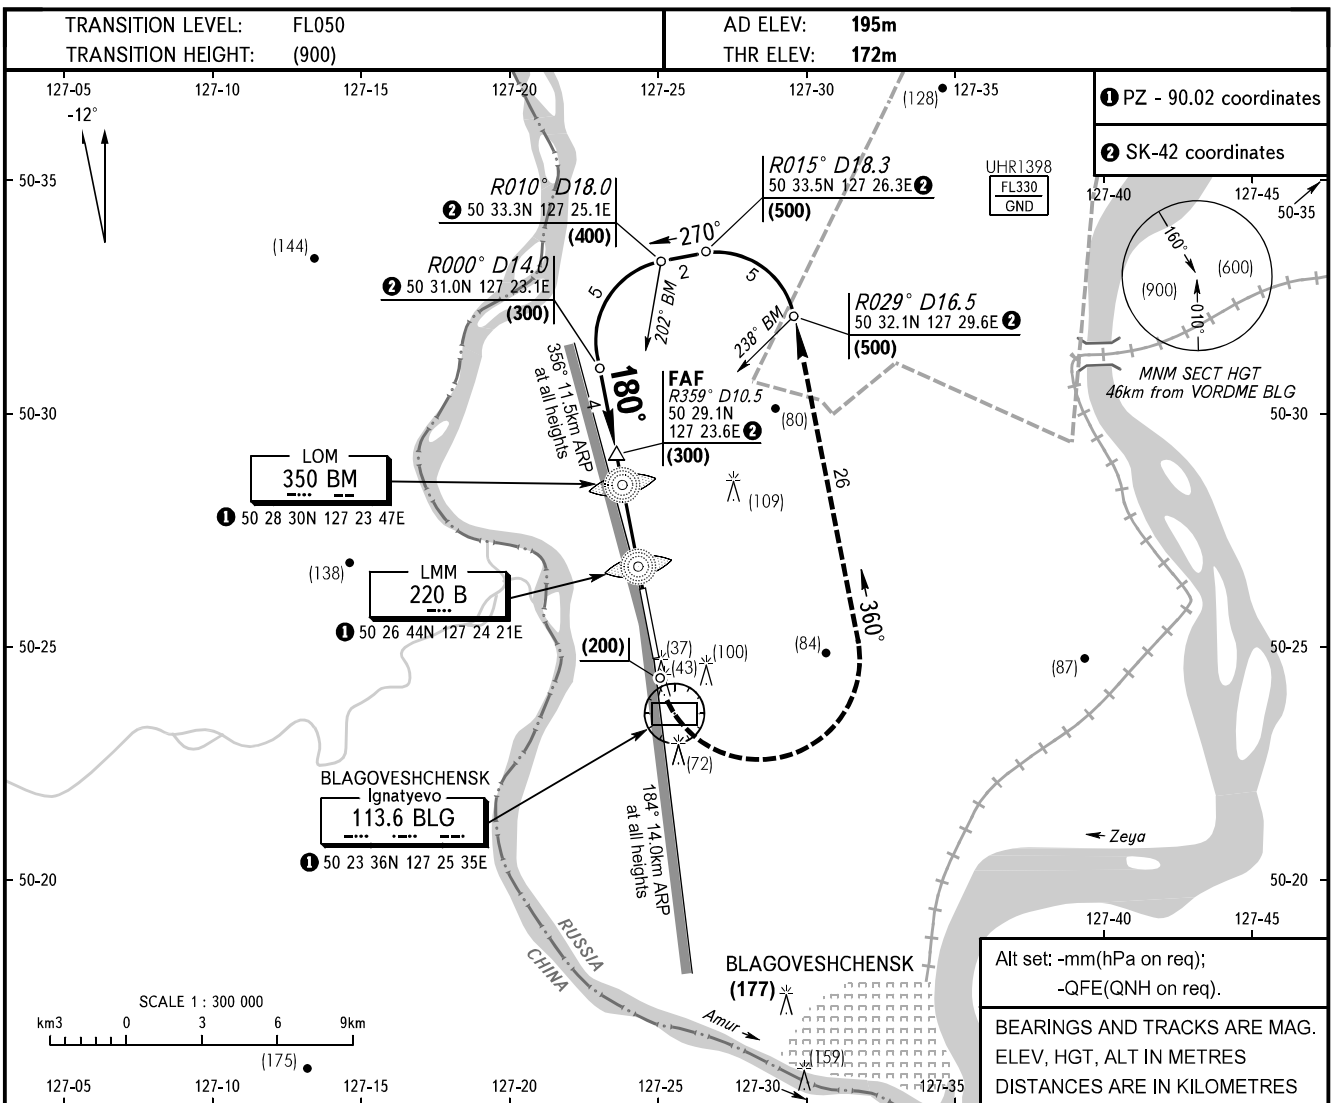 TRANSITION LEVEL: FL050
TRANSITION HEIGHT: (900)
AD ELEV: 195m
THR ELEV: 172m
127-05 127-10 127-15 127-20 127-25 127-30 127-35
-12°
(128)
❶ PZ - 90.02 coordinates
❷ SK-42 coordinates
50-35
R010° D18.0
❷ 50 33.3N 127 25.1E
(400)
R015° D18.3
50 33.5N 127 26.3E ❷
(500)
UHR1398
FL330
GND
127-40 127-45
50-35
(144)
270°
R000° D14.0
❷ 50 31.0N 127 23.1E
(300)
5
2
5
202° BM
238° BM
R029° D16.5
50 32.1N 127 29.6E ❷
(500)
160°
(900)
(600)
010°
MNM SECT HGT
46km from VORDME BLG
356° 11.5km ARP
at all heights
4
180°
FAF
R359° D10.5
50 29.1N
127 23.6E ❷
(300)
50-30
(80)
50-30
LOM
350 BM
❶ 50 28 30N 127 23 47E
(109)
26
(138)
LMM
220 B
❶ 50 26 44N 127 24 21E
360°
50-25
(200)
(37)
(43)
(100)
(84)
(87)
50-25
(72)
BLAGOVESHCHENSK
Ignatyevo
113.6 BLG
❶ 50 23 36N 127 25 35E
184° 14.0km ARP
at all heights
Zeya
50-20
50-20
127-40 127-45
RUSSIA
CHINA
BLAGOVESHCHENSK
(177)
Amur
(159)
SCALE 1 : 300 000
km3 0 3 6 9km
(175)
127-05 127-10 127-15 127-20 127-25 127-30 127-35
Alt set: -mm(hPa on req);
-QFE(QNH on req).
BEARINGS AND TRACKS ARE MAG.
ELEV, HGT, ALT IN METRES
DISTANCES ARE IN KILOMETRES